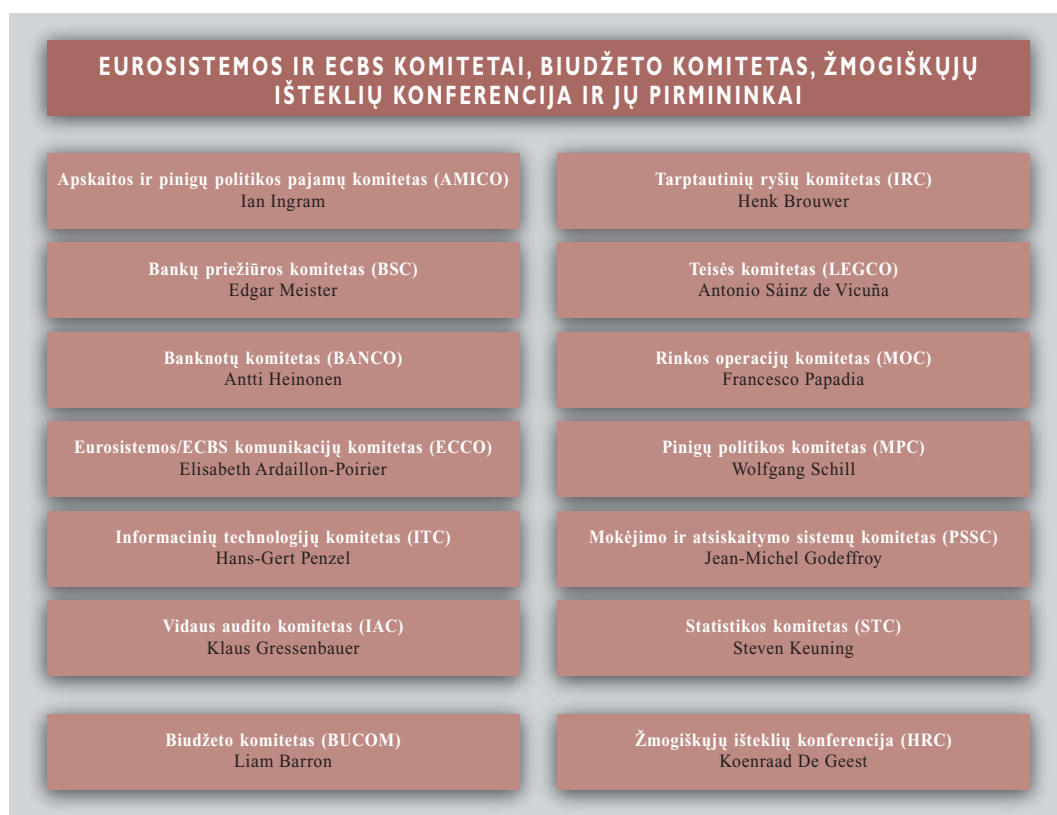 EUROSISTEMOS IR ECBS KOMITETAI, BIUDŽETO KOMITETAS, ŽMOGIŠKŲJŲ
IŠTEKLIŲ KONFERENCIJA IR JŲ PIRMININKAI
Apskaitos ir pinigų politikos pajamų komitetas (AMICO)
Ian Ingram
Tarptautinių ryšių komitetas (IRC)
Henk Brouwer
Bankų priežiūros komitetas (BSC)
Edgar Meister
Teisės komitetas (LEGCO)
Antonio Sáinz de Vicuña
Banknotų komitetas (BANCO)
Antti Heinonen
Rinkos operacijų komitetas (MOC)
Francesco Papadia
Eurosistemos/ECBS komunikacijų komitetas (ECCO)
Elisabeth Ardaillon-Poirier
Pinigų politikos komitetas (MPC)
Wolfgang Schill
Informacinių technologijų komitetas (ITC)
Hans-Gert Penzel
Mokėjimo ir atsiskaitymo sistemų komitetas (PSSC)
Jean-Michel Godeffroy
Vidaus audito komitetas (IAC)
Klaus Gressenbauer
Statistikos komitetas (STC)
Steven Keuning
Biudžeto komitetas (BUCOM)
Liam Barron
Žmogiškųjų išteklių konferencija (HRC)
Koenraad De Geest